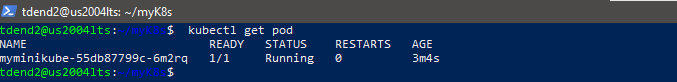 tdend2@us2004lts: ~/myK8s
tdend2@us2004lts:~/myK8s$ kubectl get pod
NAME READY STATUS RESTARTS AGE
myminikube-55db87799c-6m2rq 1/1 Running 0 3m4s
tdend2@us2004lts:~/myK8s$